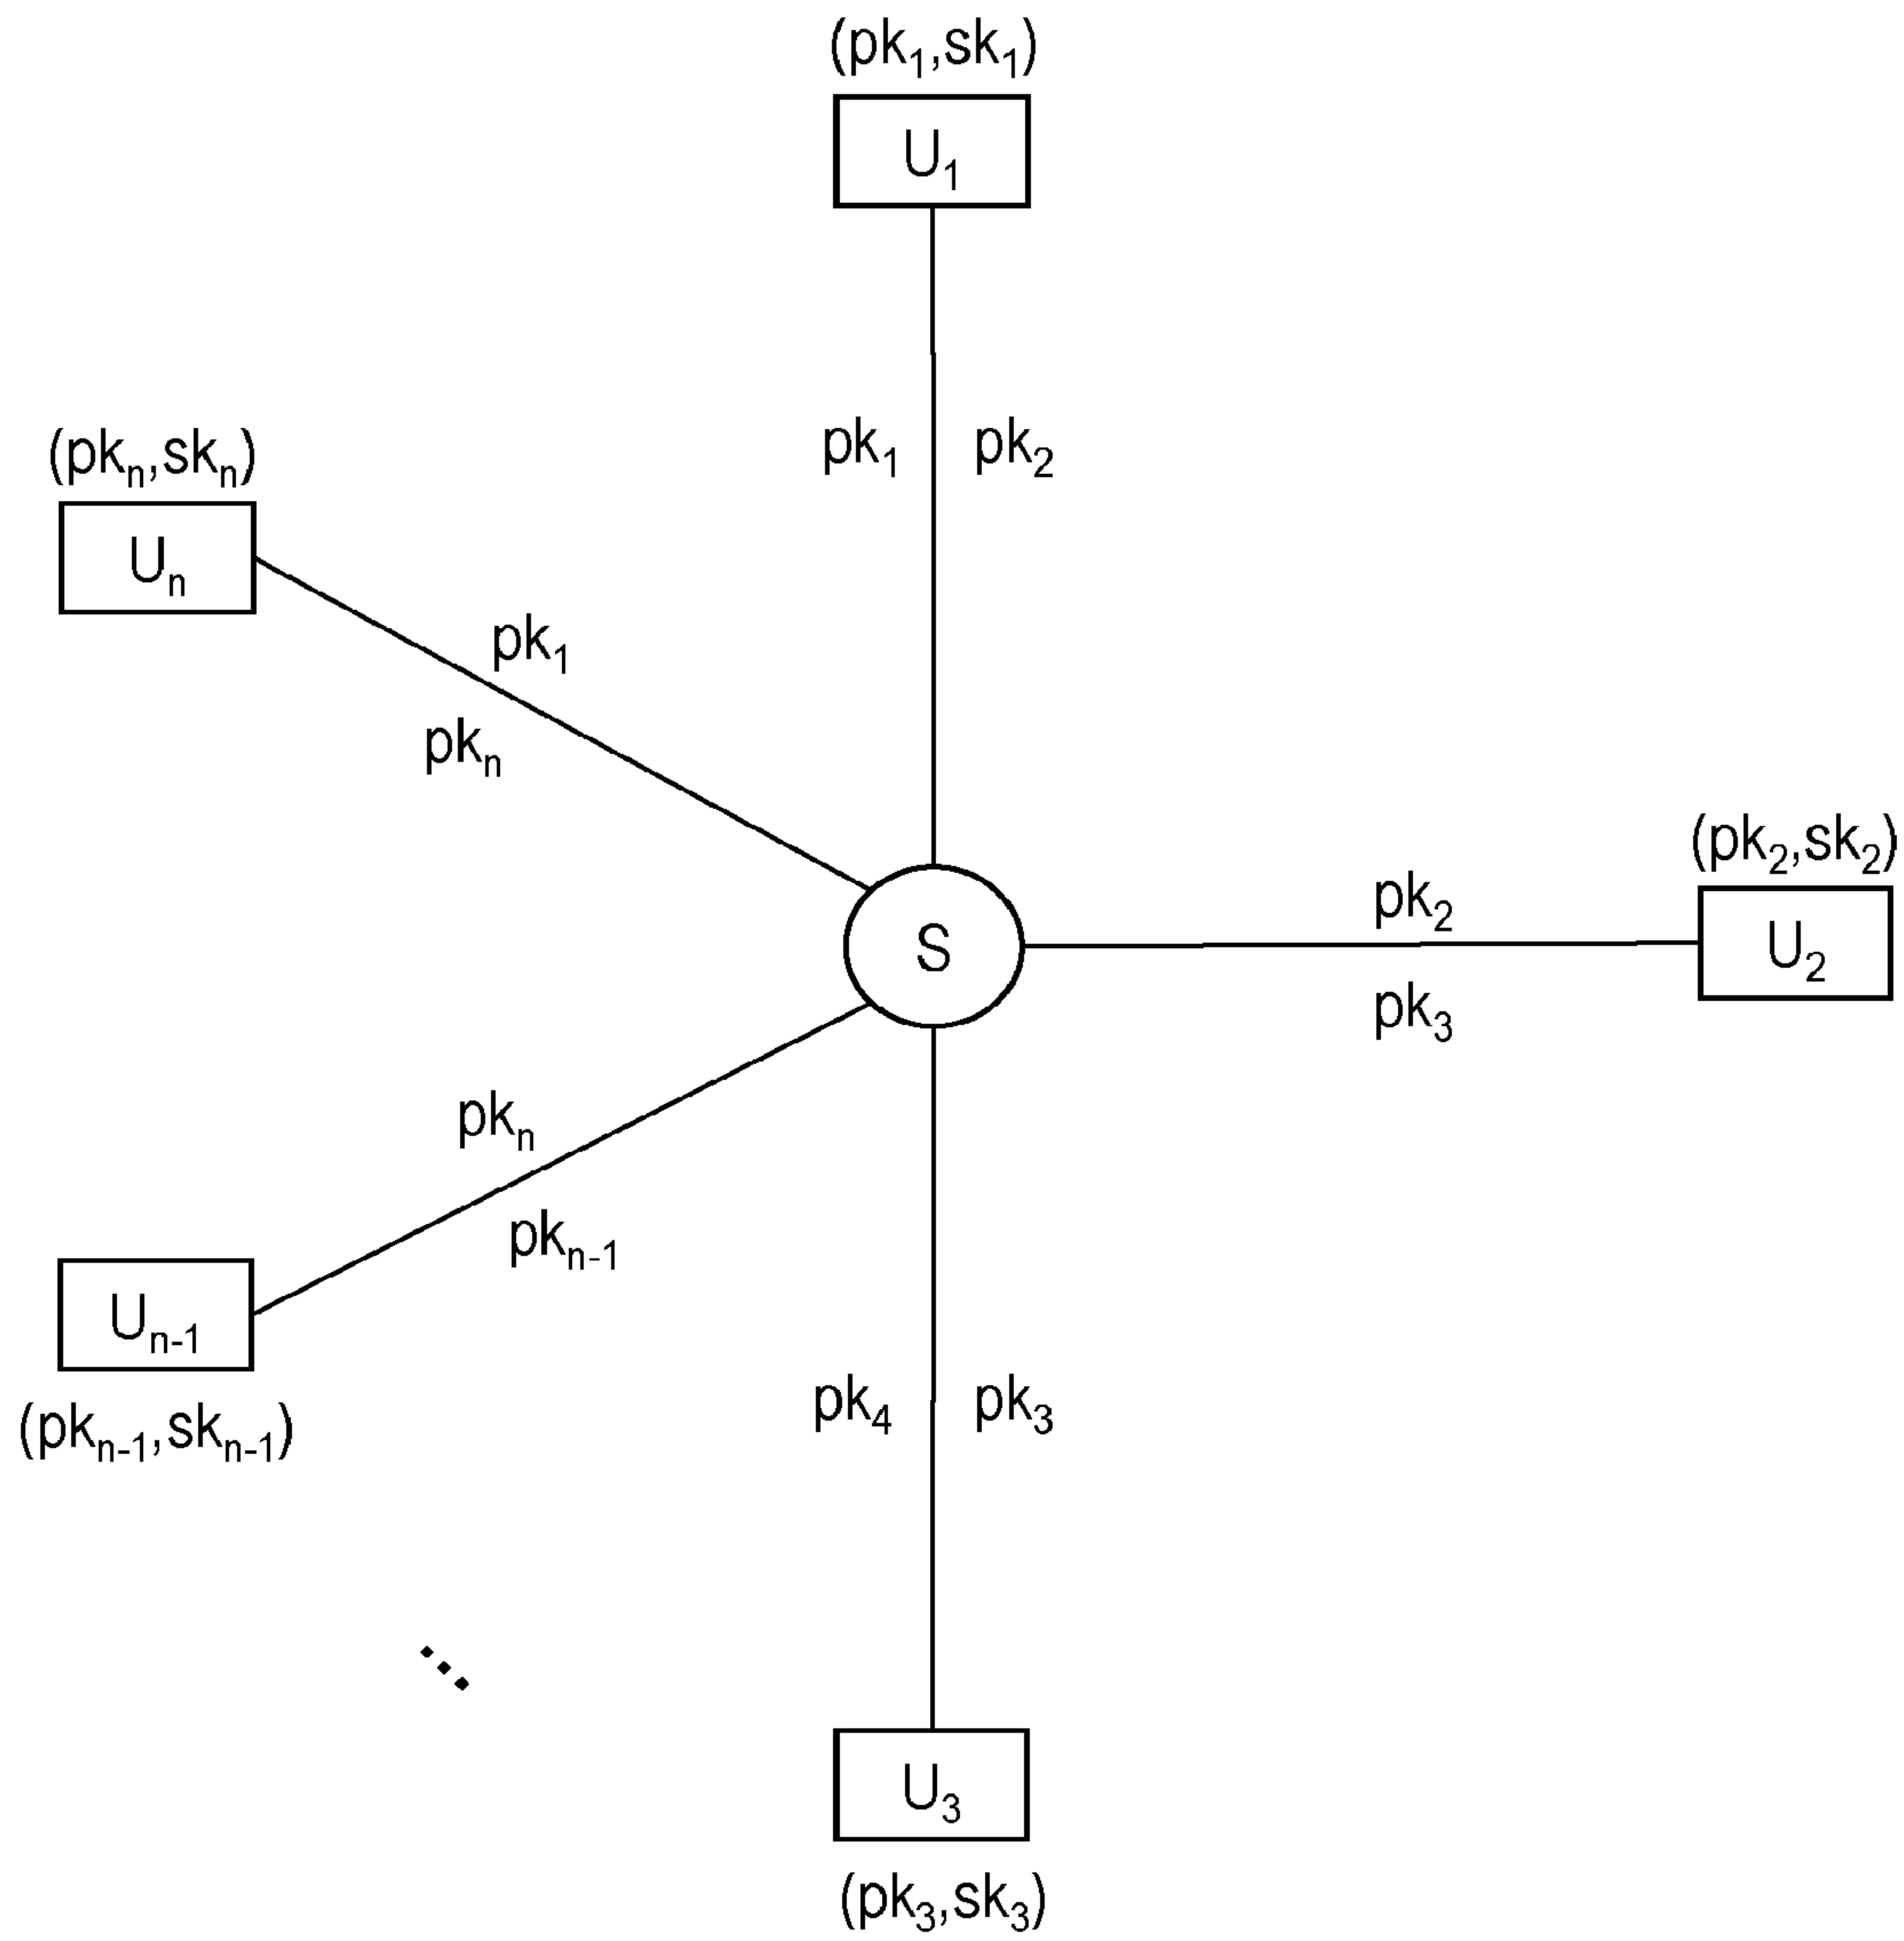 (pk₁,sk₁)
U₁
pk₁ pk₂
(pkₙ,skₙ)
Uₙ
pk₁
pkₙ
(pk₂,sk₂)
pk₂
S
U₂
pk₃
pkₙ
pkₙ₋₁
Uₙ₋₁
(pkₙ₋₁,skₙ₋₁)
pk₄ pk₃
U₃
(pk₃,sk₃)